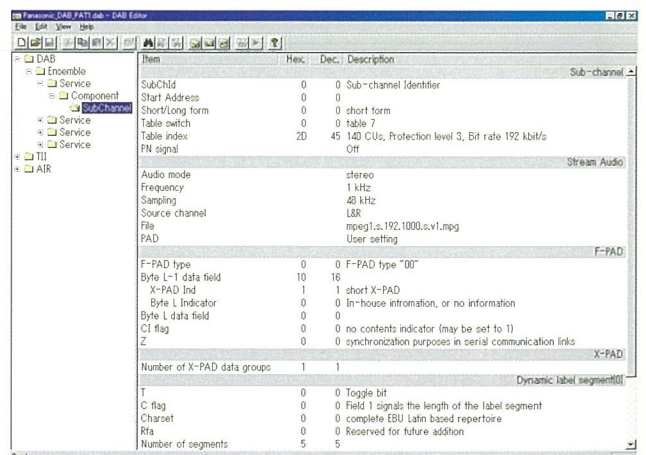 Panasonic_DAB_PAT1.dab - DAB Editor
File Edit View Help
DAB
Ensemble
Service
Component
SubChannel
Service
Service
Service
TII
AIR
Item Hex. Dec. Description
Sub-channel
SubChId 0 0 Sub-channel Identifier
Start Address 0 0
Short/Long form 0 0 short form
Table switch 0 0 table 7
Table index 2D 45 140 CUs, Protection level 3, Bit rate 192 kbit/s
PN signal Off
Stream Audio
Audio mode stereo
Frequency 1 kHz
Sampling 48 kHz
Source channel L&R
File mpeg1.s.192.1000.s.v1.mpg
PAD User setting
F-PAD
F-PAD type 0 0 F-PAD type "00"
Byte L-1 data field 10 16
X-PAD Ind 1 1 short X-PAD
Byte L Indicator 0 0 In-house intromation, or no information
Byte L data field 0 0
CI flag 0 0 no contents indicator (may be set to 1)
Z 0 0 synchronization purposes in serial communication links
X-PAD
Number of X-PAD data groups 1 1
Dynamic label segment[0]
T 0 0 Toggle bit
C flag 0 0 Field 1 signals the length of the label segment
Charset 0 0 complete EBU Latin based repertoire
Rfa 0 0 Reserved for future addition
Number of segments 5 5